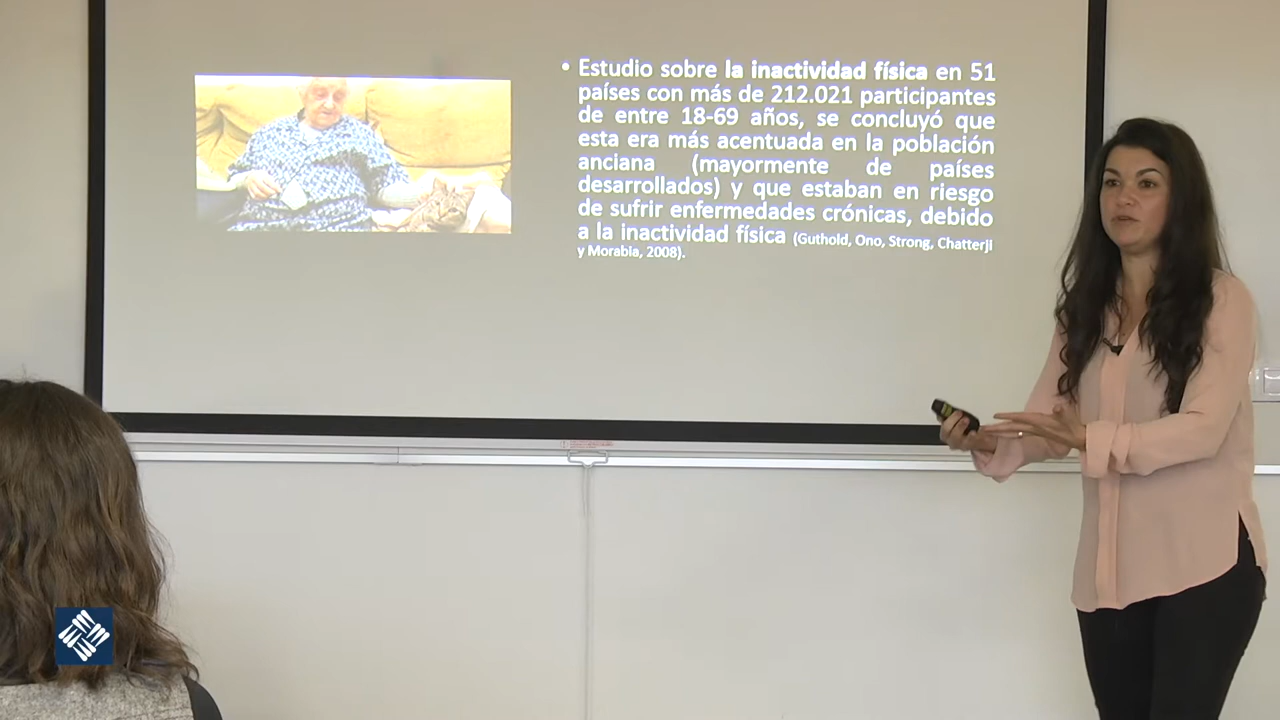 • Estudio sobre la inactividad física en 51
países con más de 212.021 participantes
de entre 18-69 años, se concluyó que
esta era más acentuada en la población
anciana (mayormente de países
desarrollados) y que estaban en riesgo
de sufrir enfermedades crónicas, debido
a la inactividad física (Guthold, Ono, Strong, Chatterji
y Morabia, 2008).